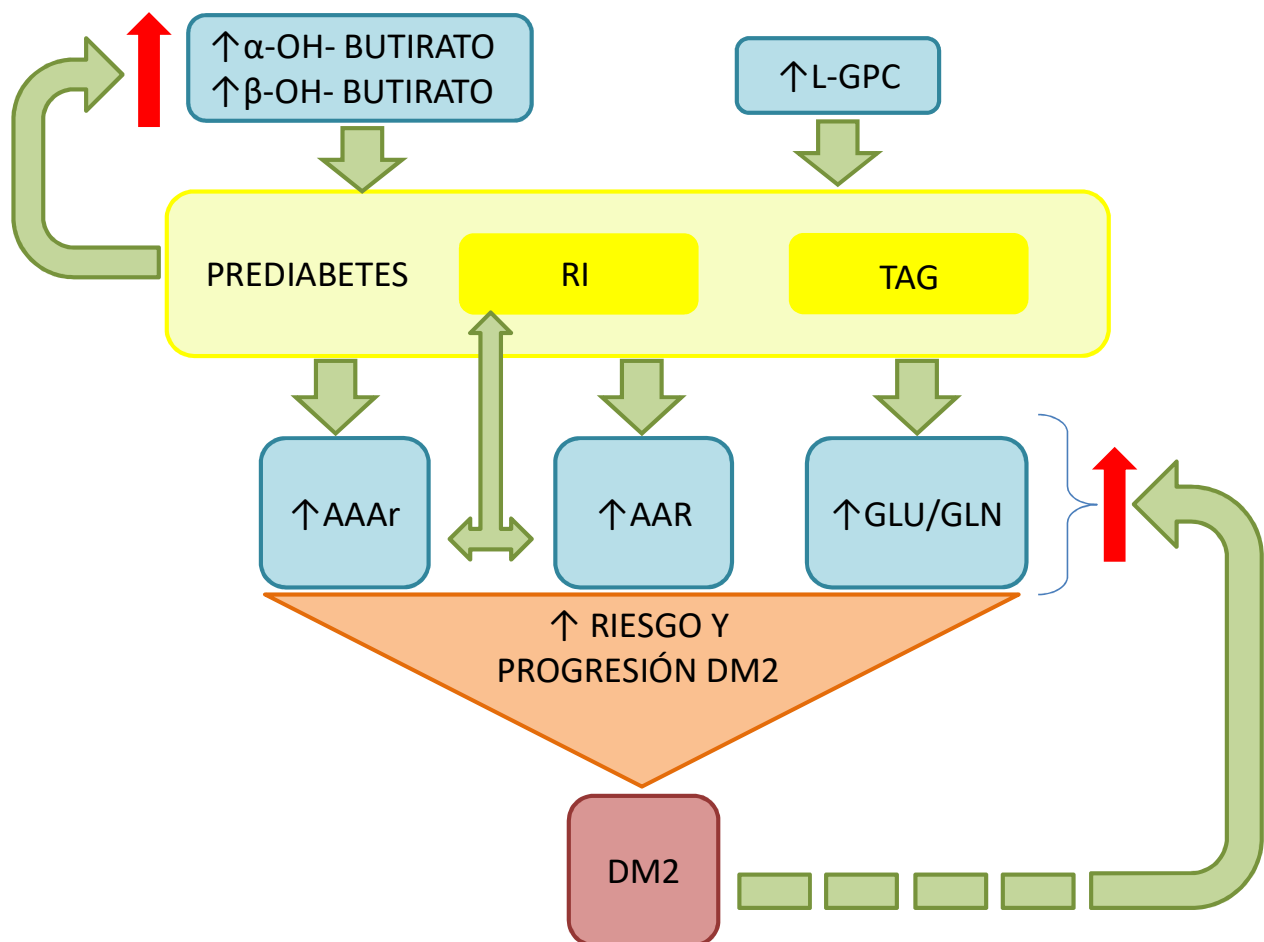 ↑α-OH- BUTIRATO
↑β-OH- BUTIRATO
↑L-GPC
PREDIABETES
RI
TAG
↑AAAr
↑AAR
↑GLU/GLN
↑ RIESGO Y
PROGRESIÓN DM2
DM2